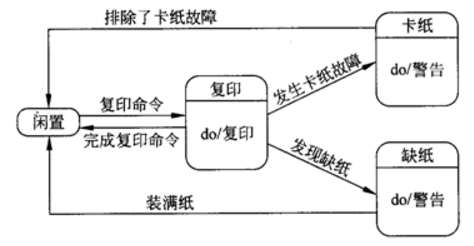 排除了卡纸故障
卡纸
do/警告
复印命令
闲置
完成复印命令
复印
do/复印
发生卡纸故障
发现缺纸
缺纸
do/警告
装满纸